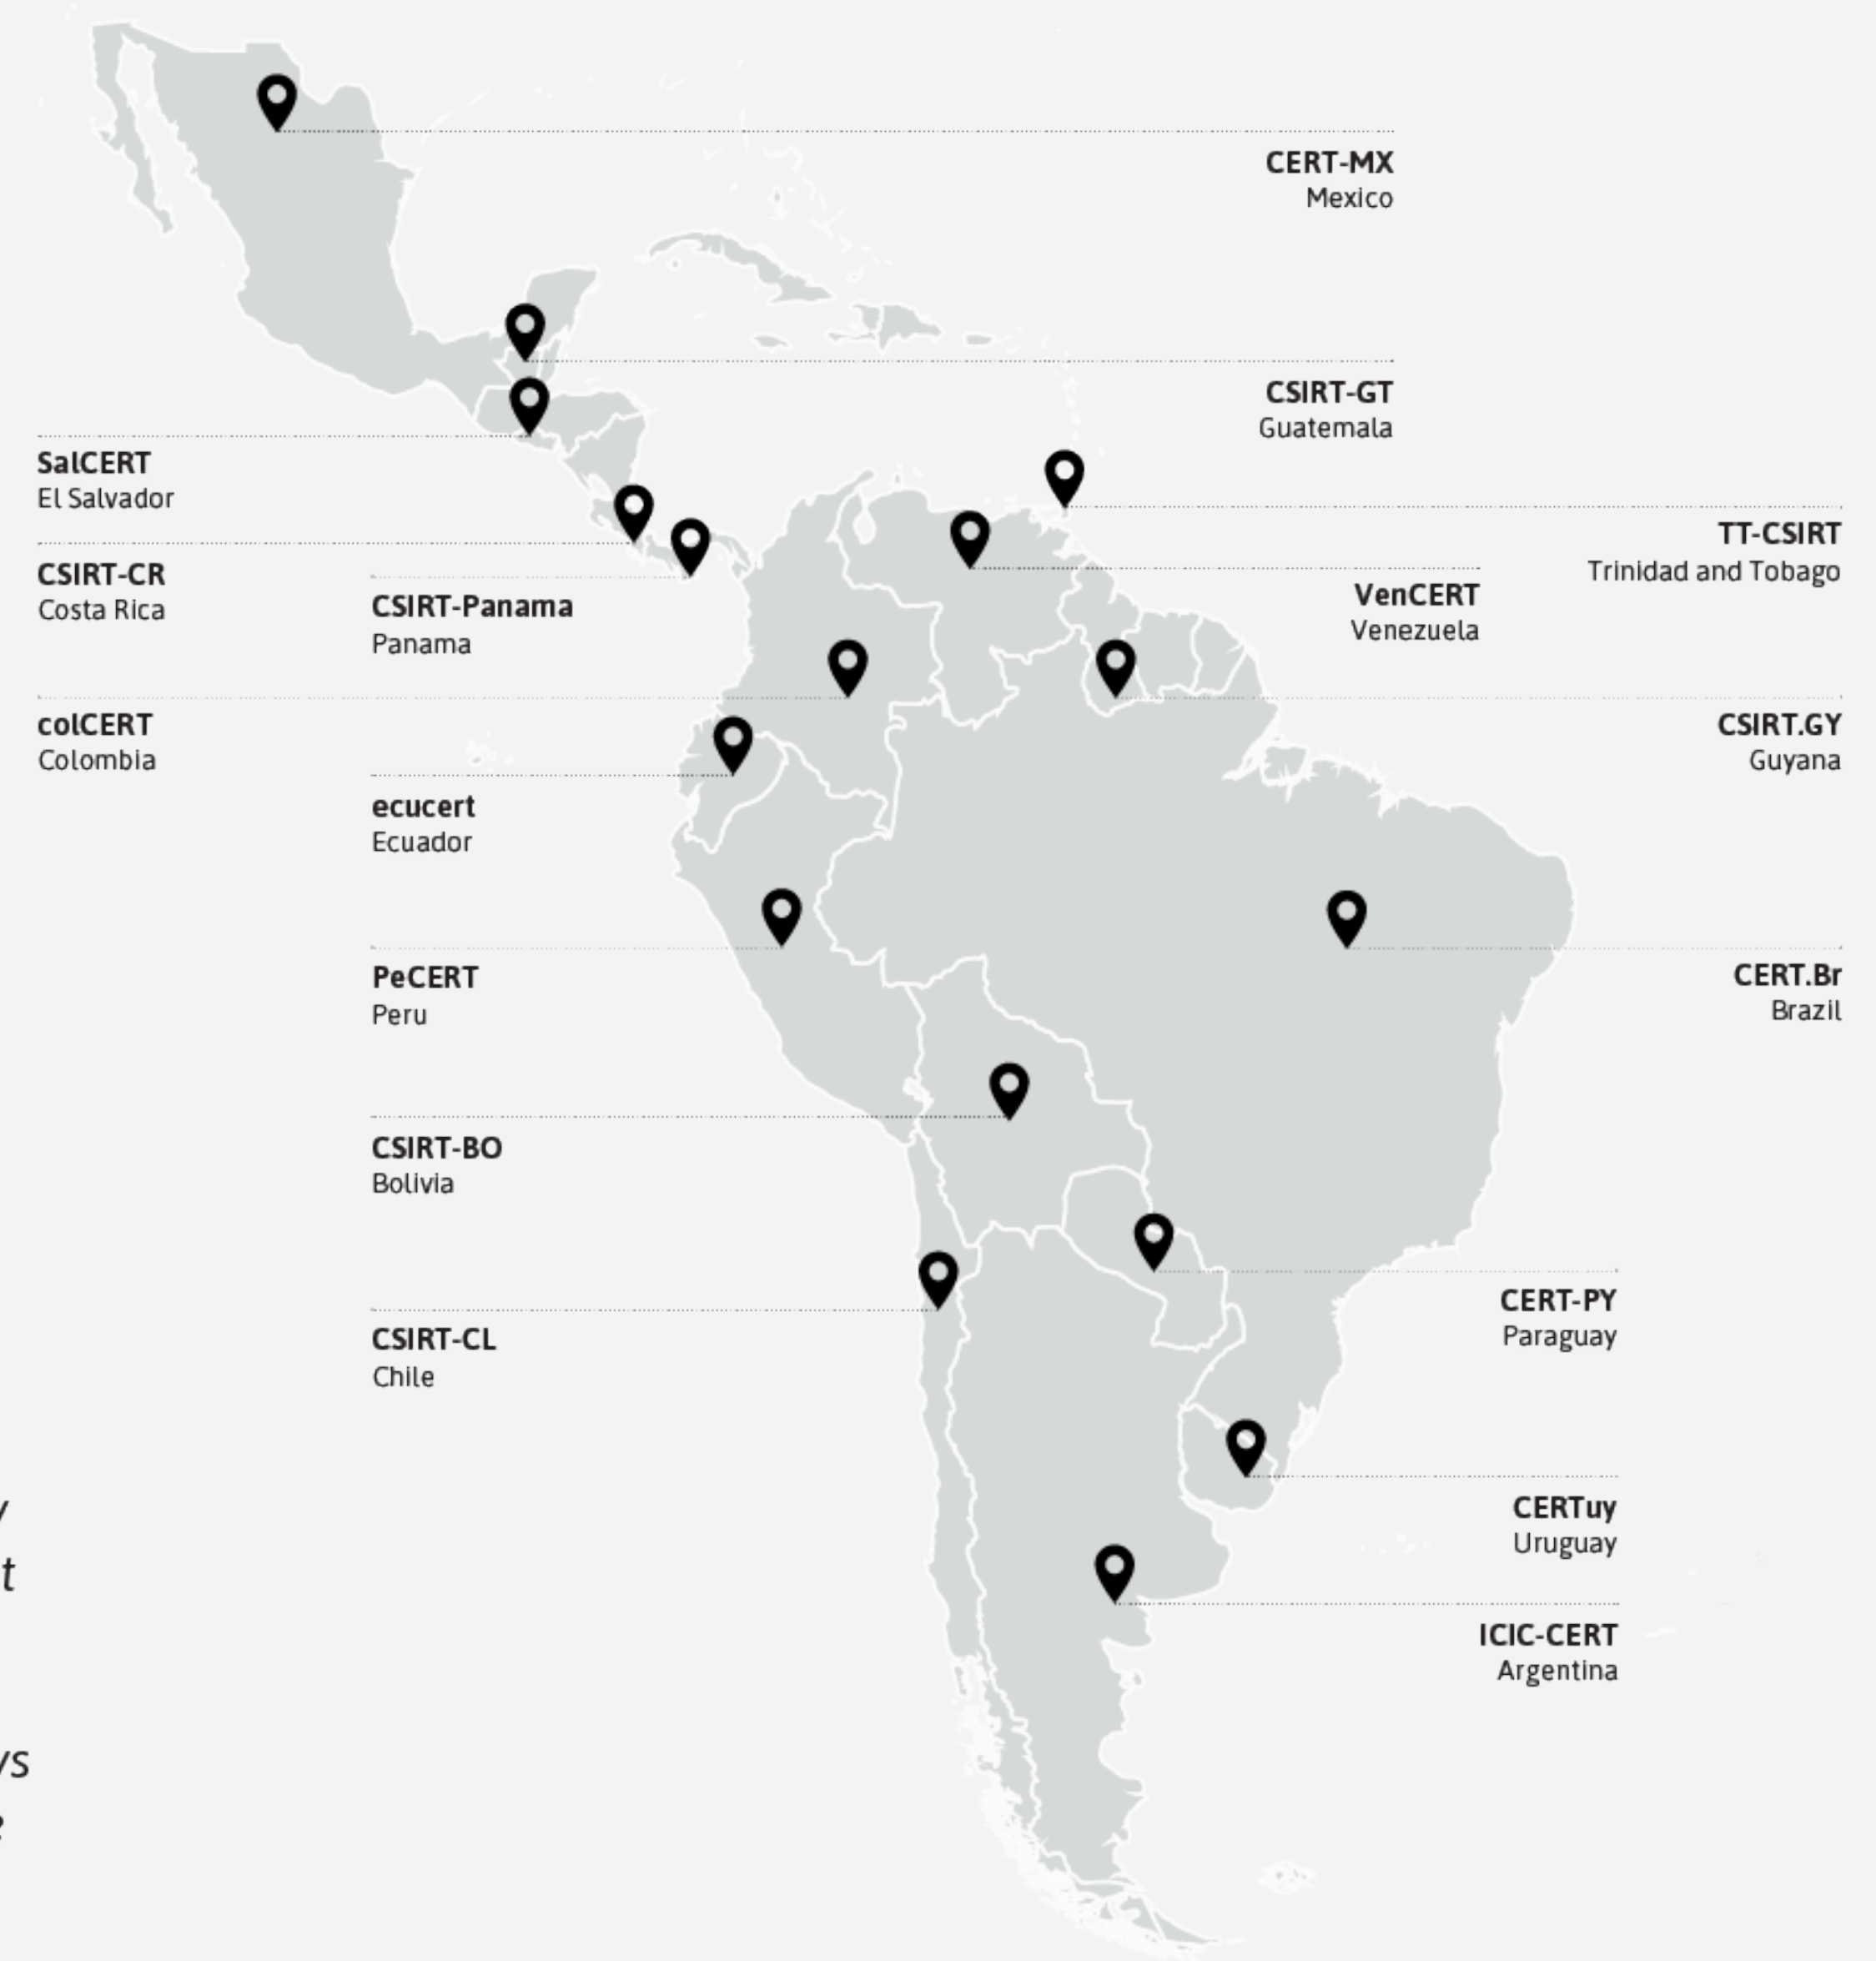 CERT-MX
Mexico
CSIRT-GT
Guatemala
SalCERT
El Salvador
TT-CSIRT
Trinidad and Tobago
CSIRT-CR
Costa Rica
CSIRT-Panama
Panama
VenCERT
Venezuela
colCERT
Colombia
CSIRT.GY
Guyana
ecucert
Ecuador
PeCERT
Peru
CERT.Br
Brazil
CSIRT-BO
Bolivia
CERT-PY
Paraguay
CSIRT-CL
Chile
CERTuy
Uruguay
ICIC-CERT
Argentina